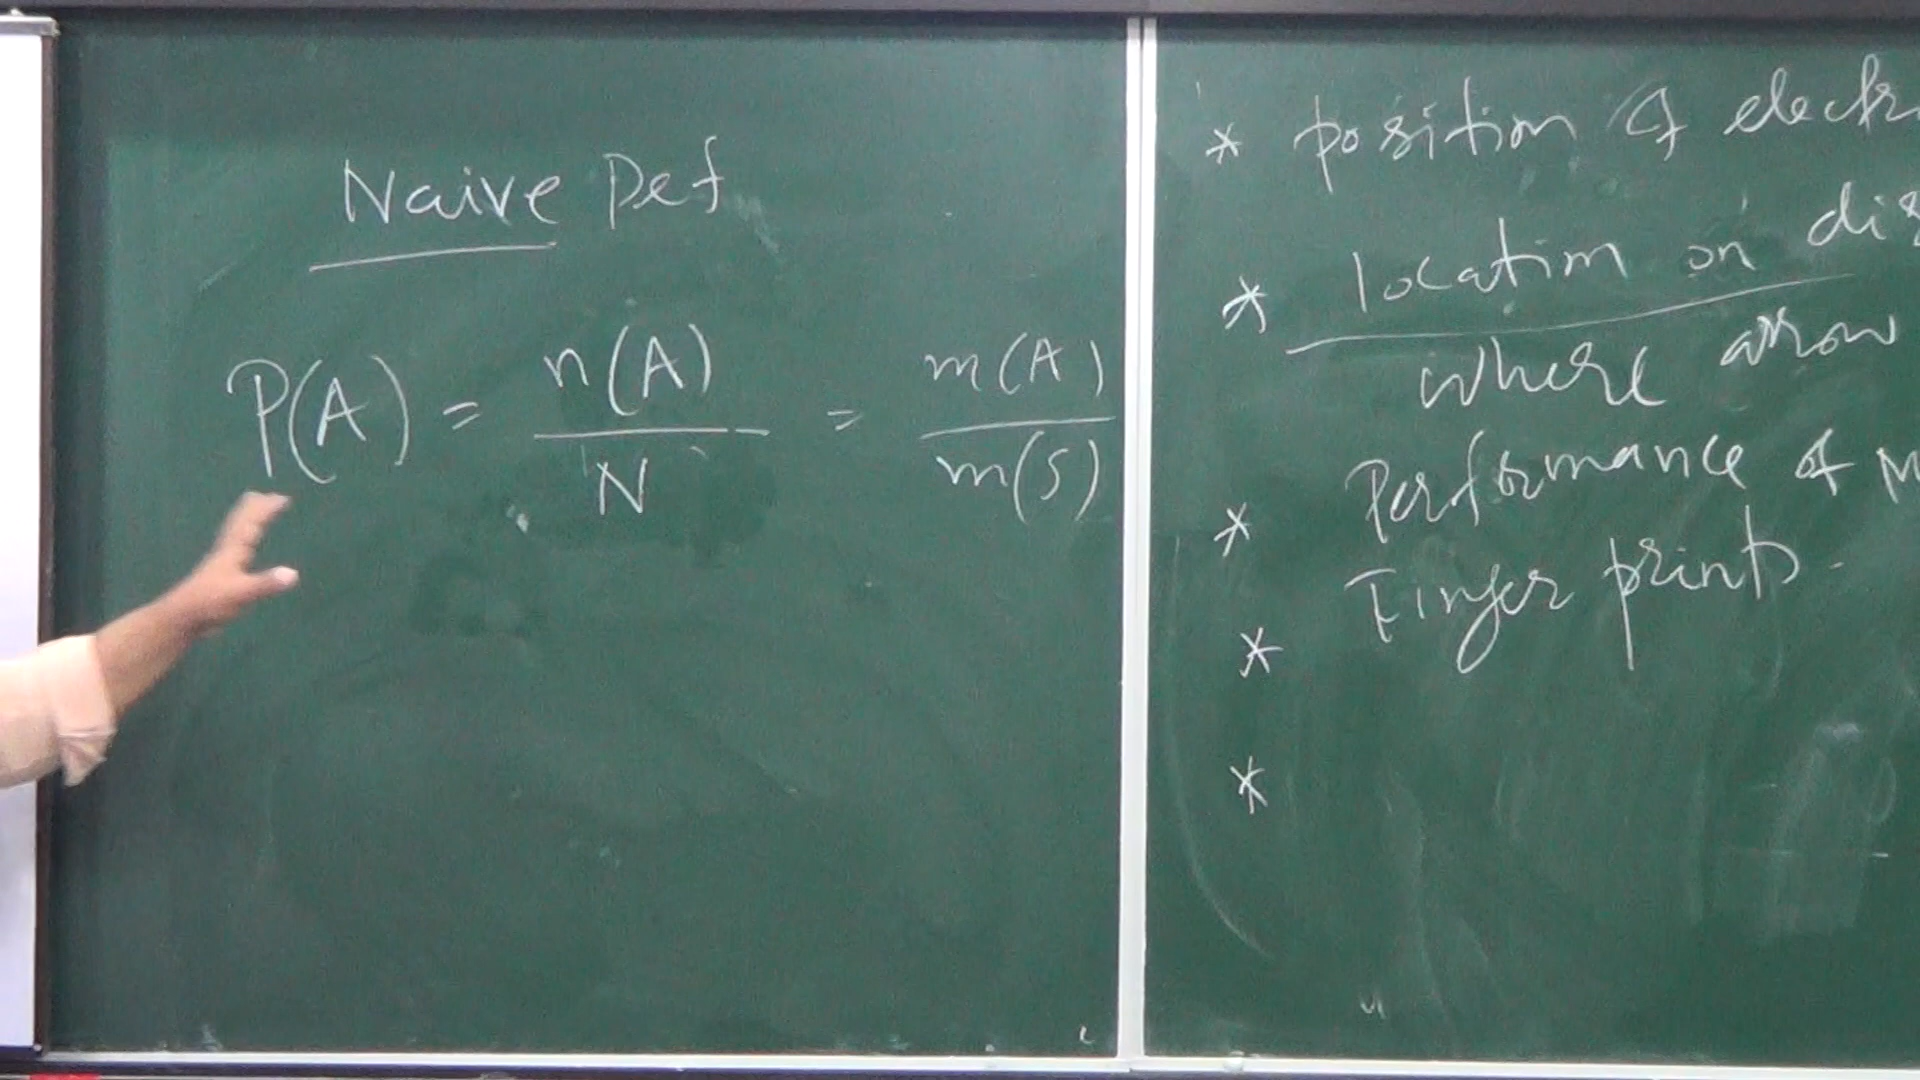 Naive Def
P(A) = n(A) / N = m(A) / m(S)
* position of electr
* location on dis
where arrow
* Performance of M
* Finger prints.
*